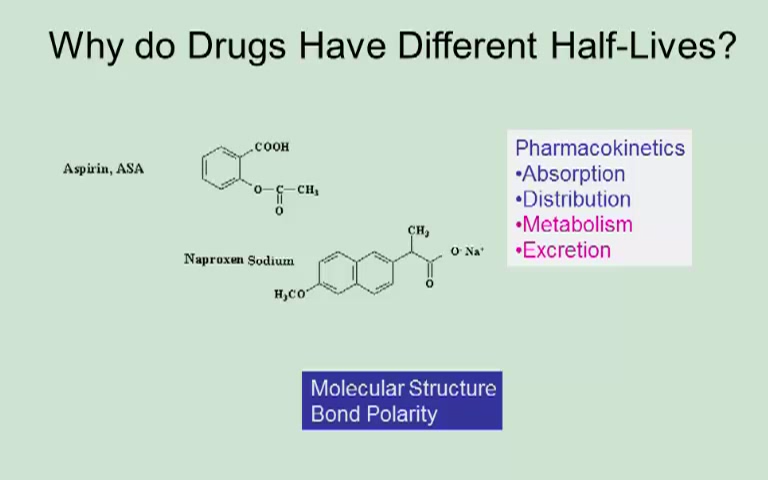 Why do Drugs Have Different Half-Lives?
Aspirin, ASA
COOH
O-C-CH₃
O
Pharmacokinetics
•Absorption
•Distribution
•Metabolism
•Excretion
Naproxen Sodium
CH₃
O⁻ Na⁺
O
H₃CO
Molecular Structure
Bond Polarity